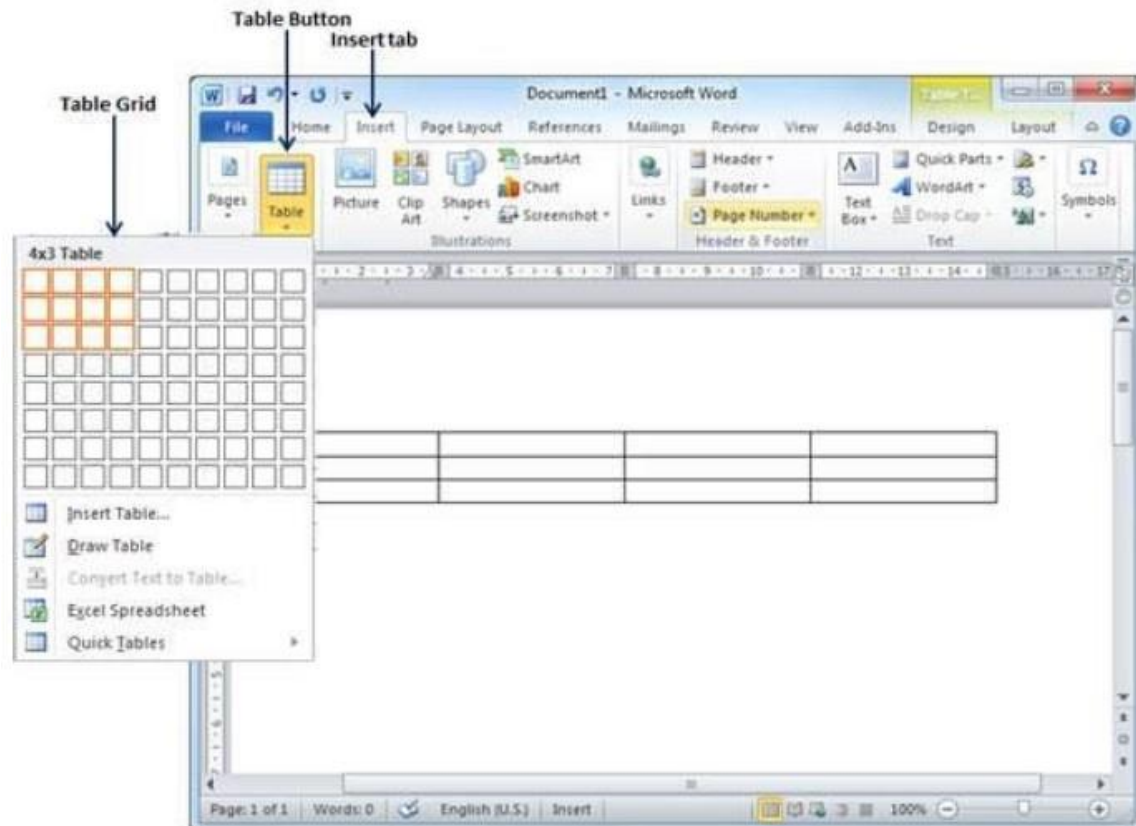 Table Button
Insert tab
Table Grid
Document1 - Microsoft Word
File Home Insert Page Layout References Mailings Review View Add-Ins Design Layout
Pages
Table
Picture
Clip Art
Shapes
SmartArt
Chart
Screenshot
Links
Header
Footer
Page Number
Text Box
Quick Parts
WordArt
Drop Cap
Symbols
Illustrations
Header & Footer
Text
4x3 Table
Insert Table...
Draw Table
Convert Text to Table...
Excel Spreadsheet
Quick Tables
Page: 1 of 1 Words: 0 English (U.S.) Insert 100%